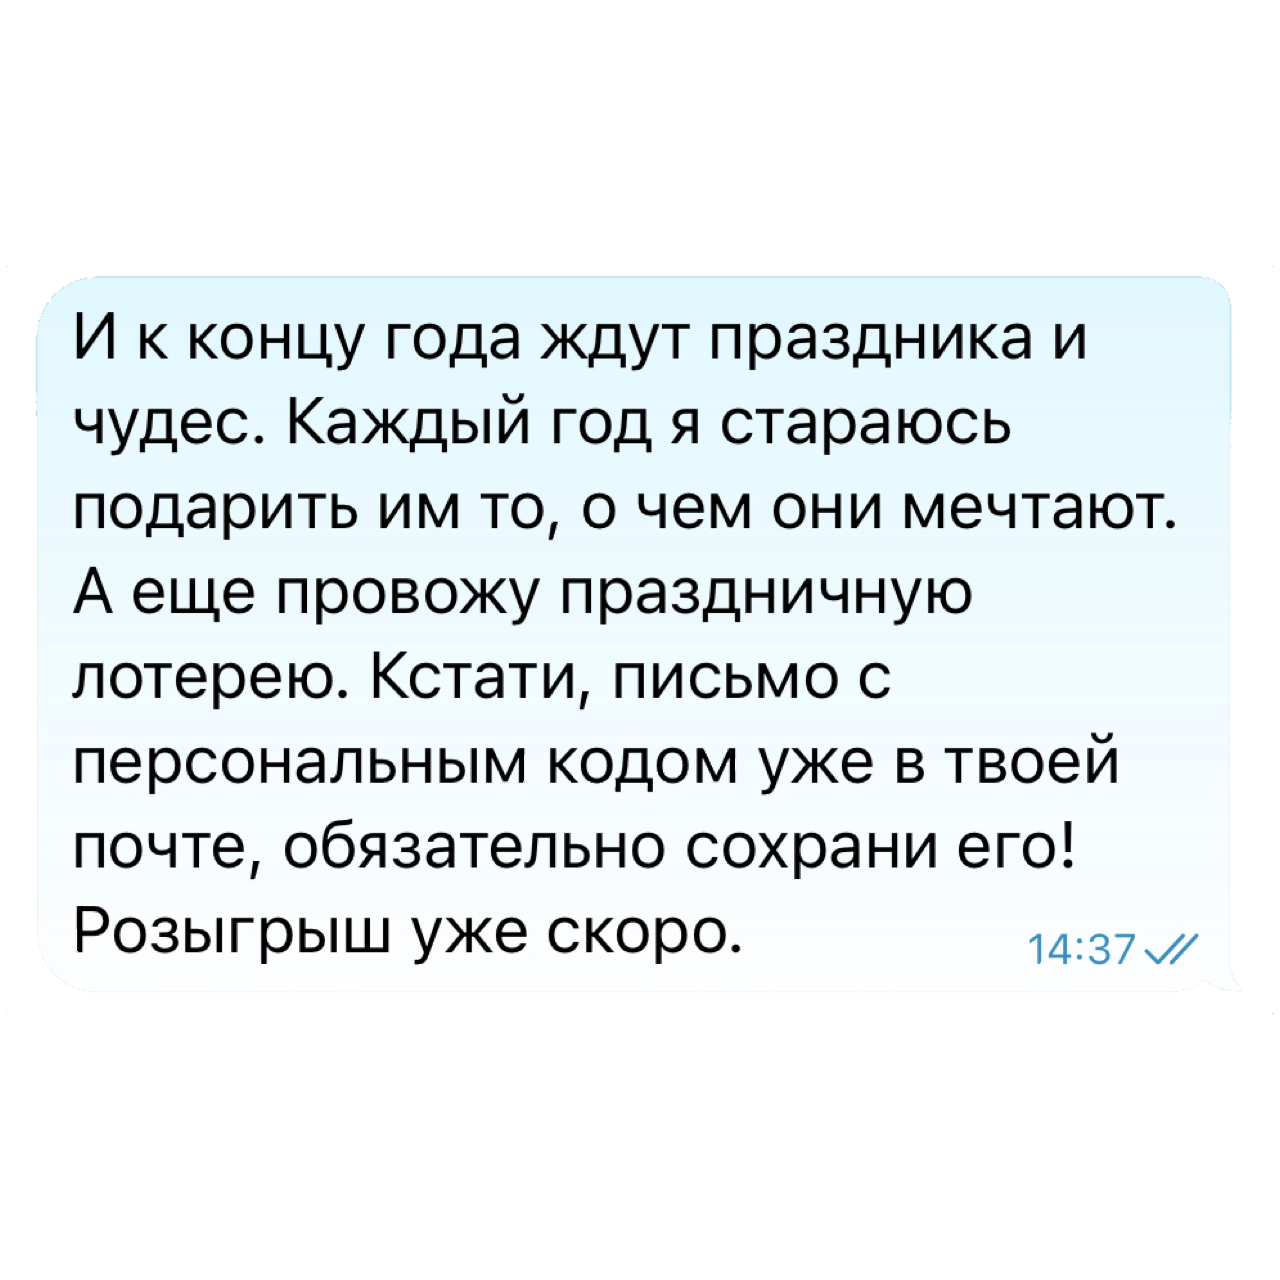 И к концу года ждут праздника и
чудес. Каждый год я стараюсь
подарить им то, о чем они мечтают.
А еще провожу праздничную
лотерею. Кстати, письмо с
персональным кодом уже в твоей
почте, обязательно сохрани его!
Розыгрыш уже скоро.
14:37